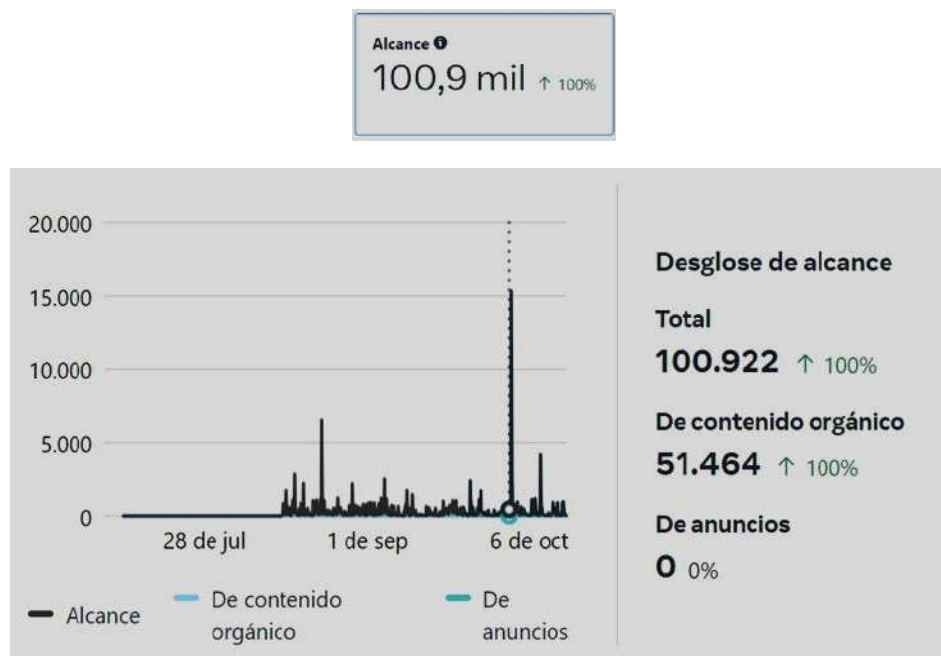 Alcance
100,9 mil ↑ 100%
20.000
15.000
10.000
5.000
0
28 de jul 1 de sep 6 de oct
Alcance
De contenido
orgánico
De
anuncios
Desglose de alcance
Total
100.922 ↑ 100%
De contenido orgánico
51.464 ↑ 100%
De anuncios
0 0%